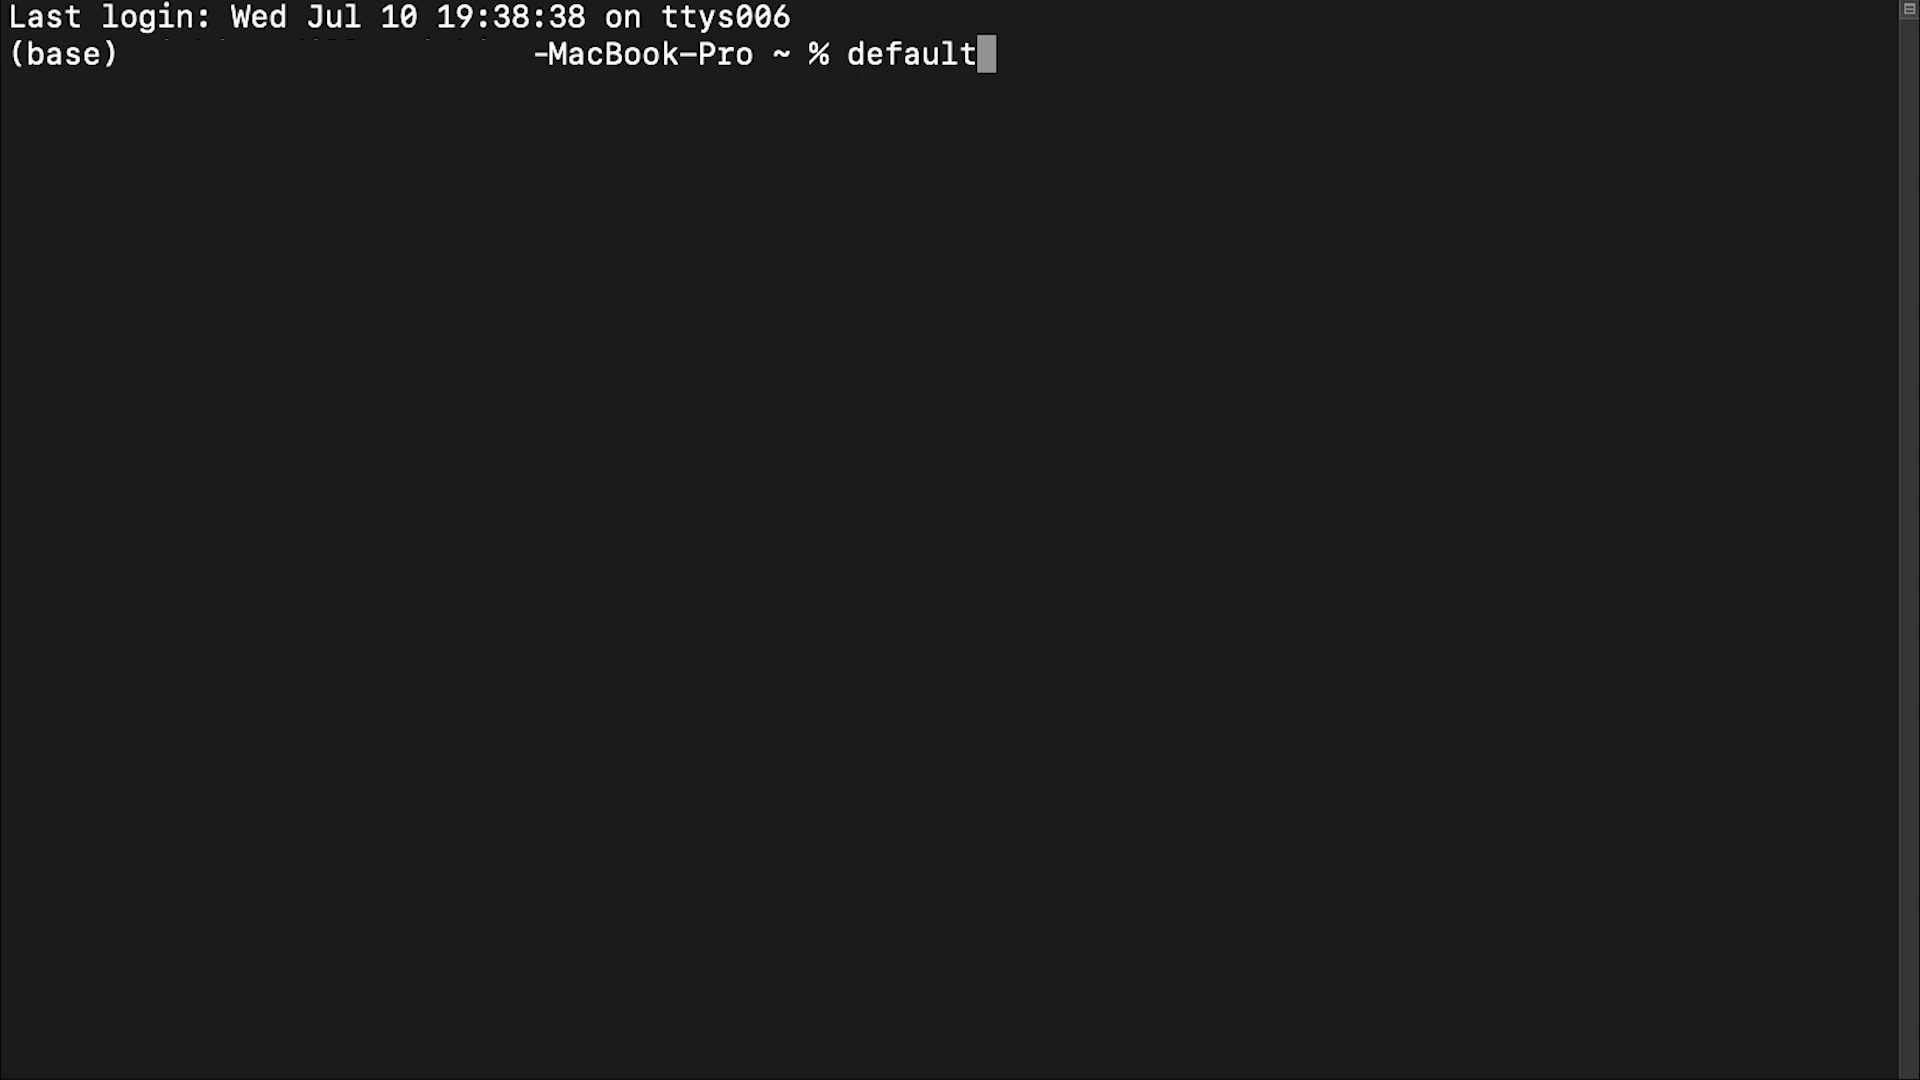 Last login: Wed Jul 10 19:38:38 on ttys006
(base) -MacBook-Pro ~ % default